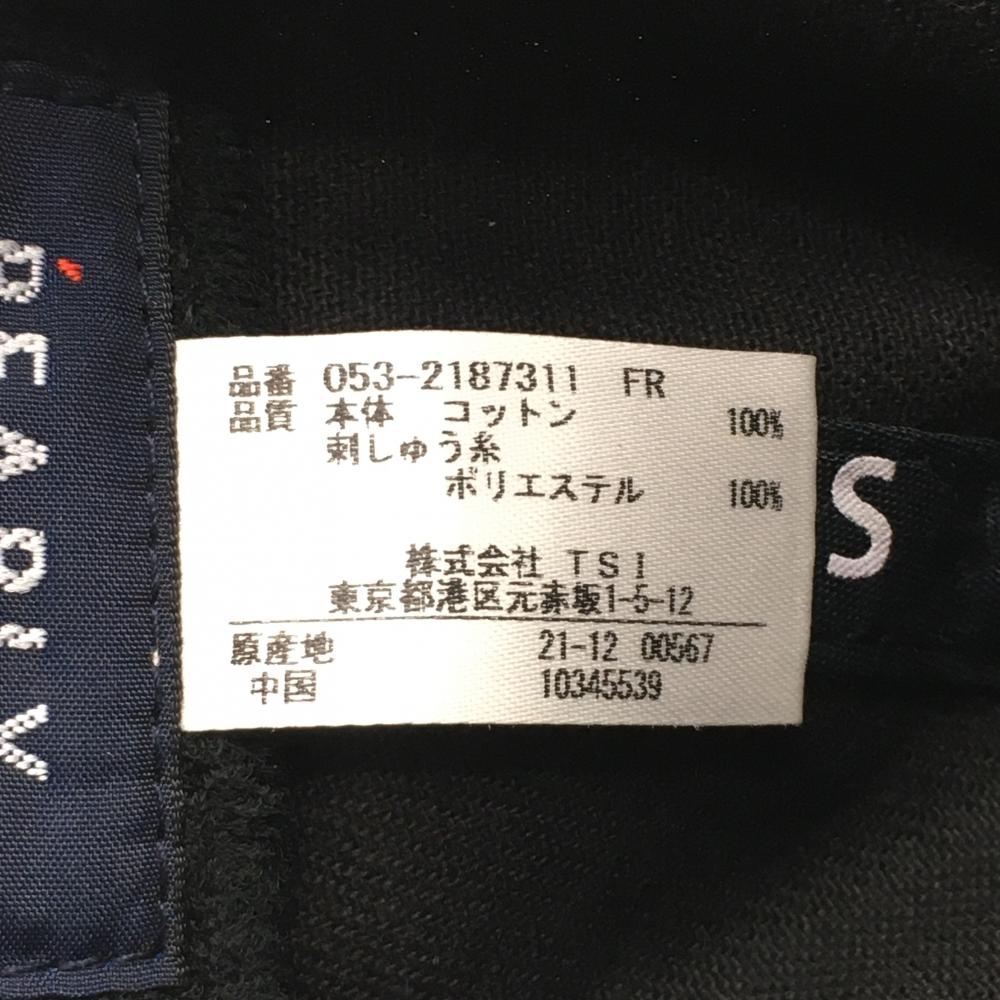 品番 053-2187311 FR
品質 本体 コットン 100%
刺しゅう糸
ポリエステル 100%
株式会社 TSI
東京都港区元赤坂1-5-12
原産地 21-12 00567
中国 10345539
S